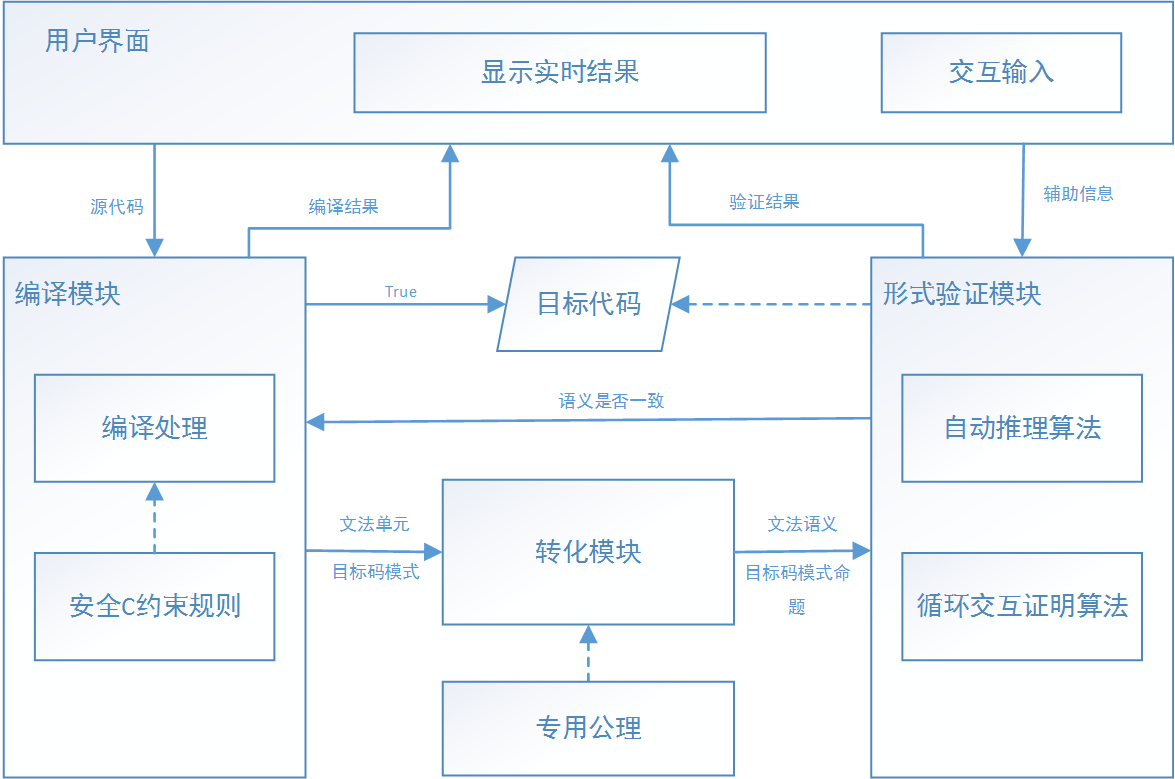 用户界面
显示实时结果
交互输入
源代码
编译结果
验证结果
辅助信息
编译模块
True
目标代码
形式验证模块
语义是否一致
编译处理
自动推理算法
文法单元
目标码模式
转化模块
文法语义
目标码模式命
题
安全C约束规则
循环交互证明算法
专用公理